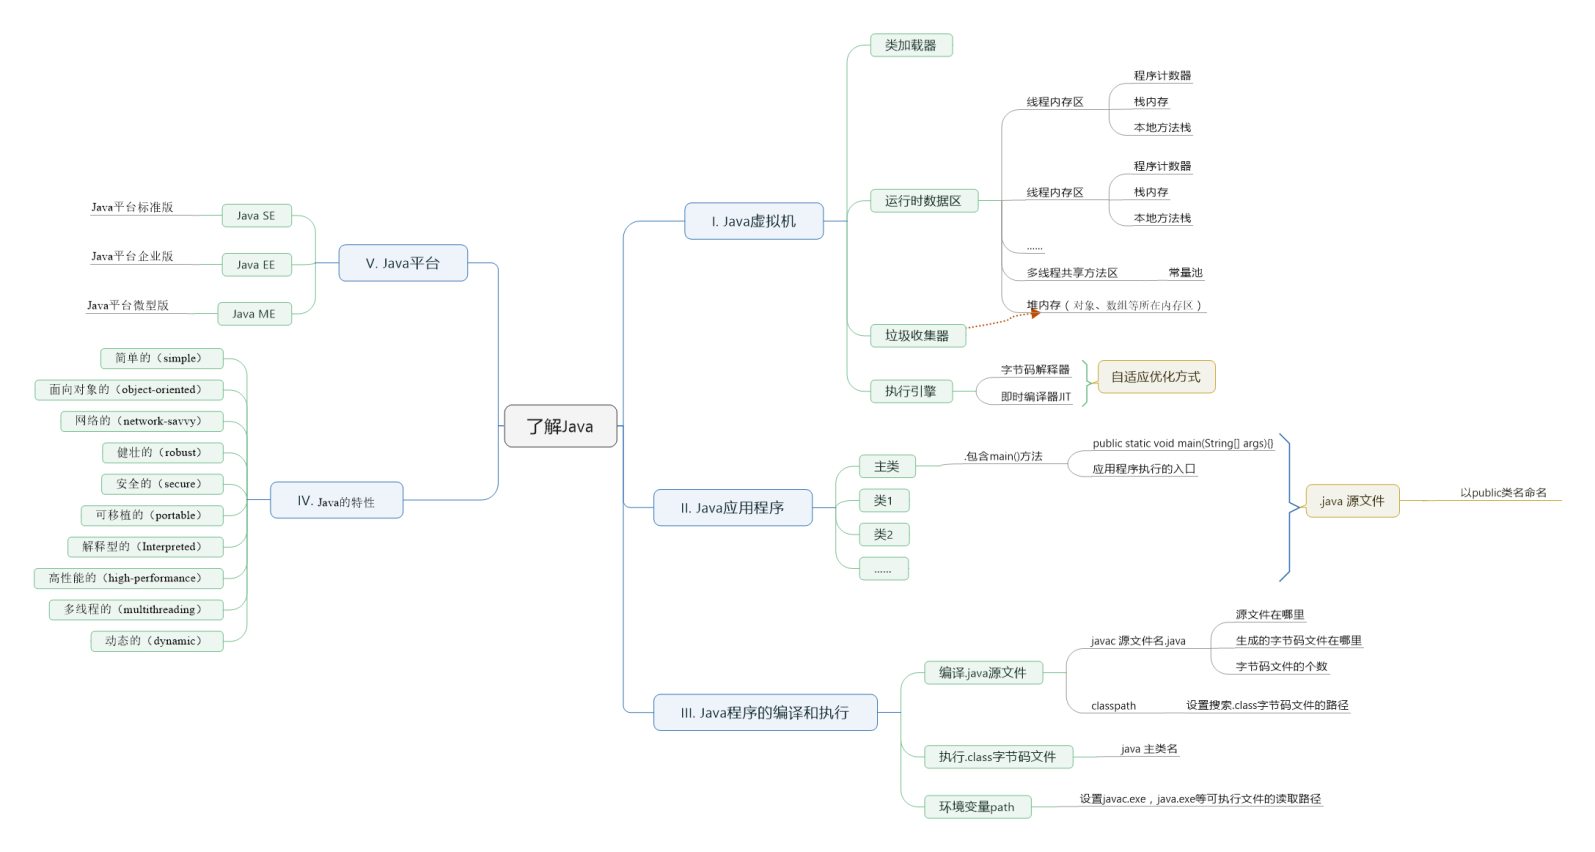 了解Java
I. Java虚拟机
类加载器
运行时数据区
线程内存区
程序计数器
栈内存
本地方法栈
线程内存区
程序计数器
栈内存
本地方法栈
......
多线程共享方法区
常量池
堆内存（对象、数组等所在内存区）
垃圾收集器
执行引擎
字节码解释器
即时编译器JIT
自适应优化方式
II. Java应用程序
主类
.包含main()方法
public static void main(String[] args){}
应用程序执行的入口
类1
类2
......
.java 源文件
以public类名命名
III. Java程序的编译和执行
编译.java源文件
javac 源文件名.java
源文件在哪里
生成的字节码文件在哪里
字节码文件的个数
classpath
设置搜索.class字节码文件的路径
执行.class字节码文件
java 主类名
环境变量path
设置javac.exe，java.exe等可执行文件的读取路径
IV. Java的特性
简单的（simple）
面向对象的（object-oriented）
网络的（network-savvy）
健壮的（robust）
安全的（secure）
可移植的（portable）
解释型的（Interpreted）
高性能的（high-performance）
多线程的（multithreading）
动态的（dynamic）
V. Java平台
Java SE
Java平台标准版
Java EE
Java平台企业版
Java ME
Java平台微型版